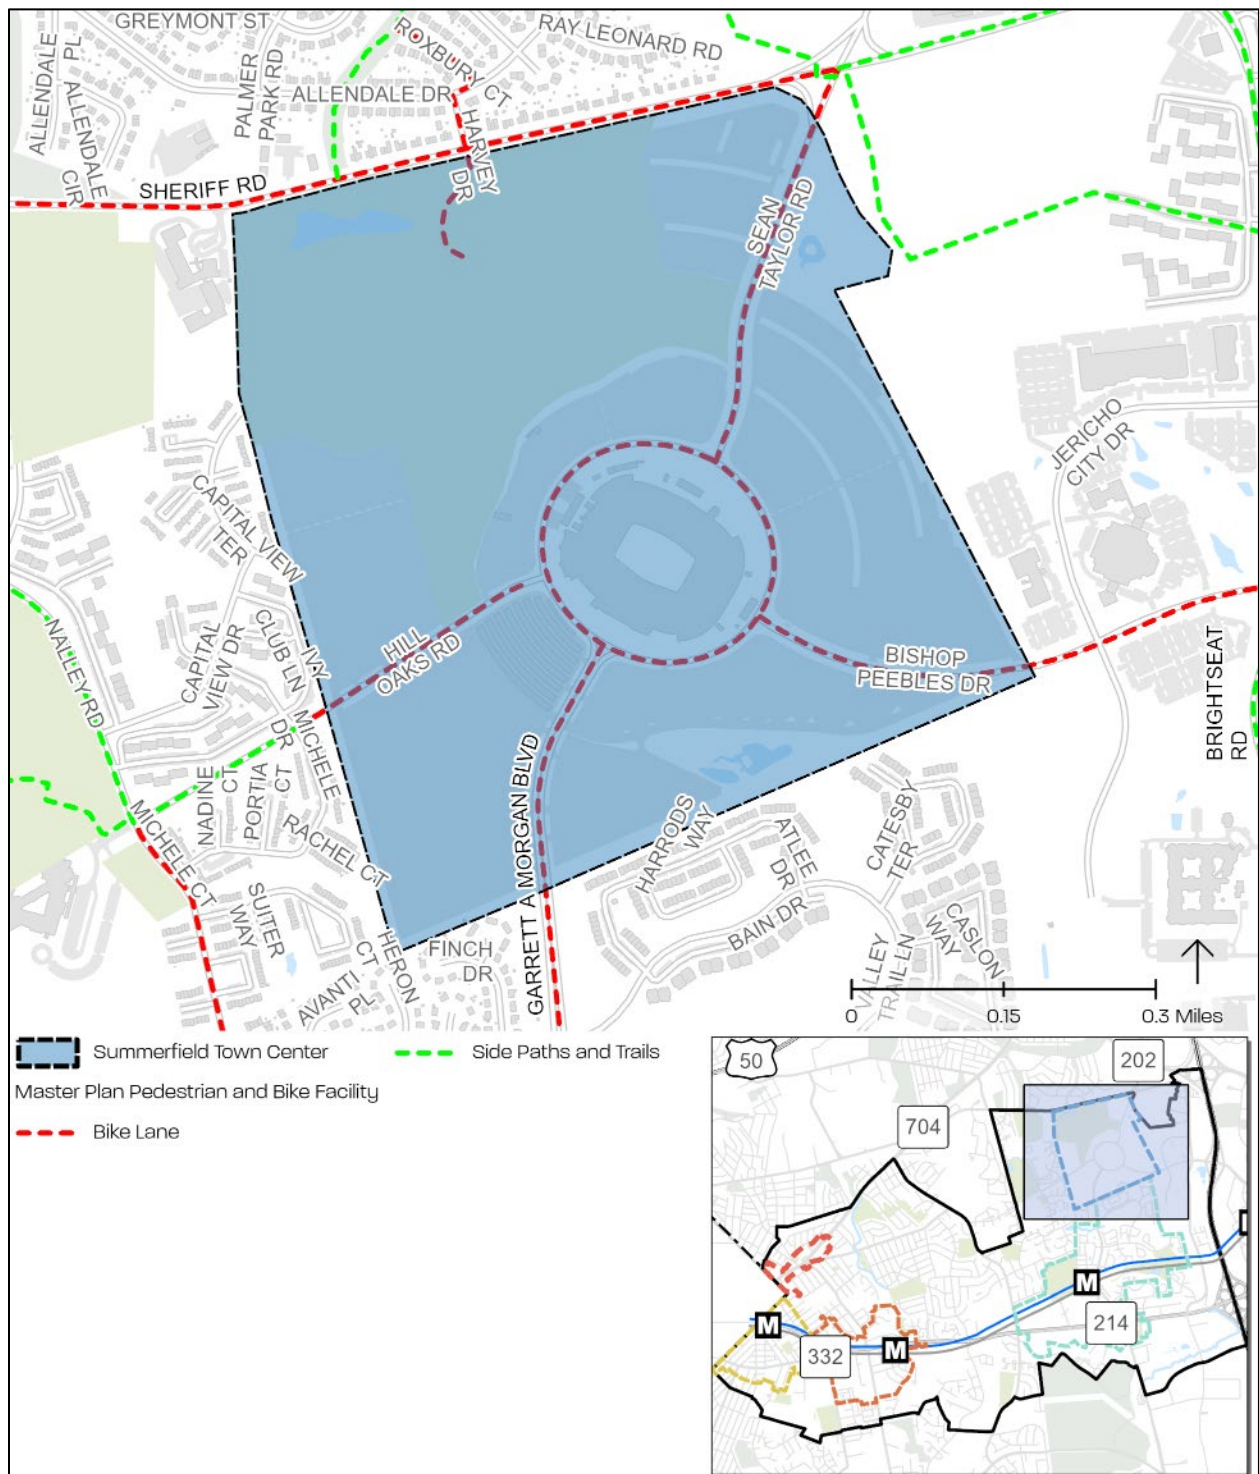 GREYMONT ST
ALLENDALE
PL
ALLENDALE
CIR
PALMER
PARK RD
ROXBURY CT
RAY LEONARD RD
ALLENDALE DR
HARVEY
DR
SHERIFF RD
SEAN
TAYLOR RD
JERICHO
CITY DR
CAPITAL VIEW
TER
CAPITAL
VIEW DR
CLUB LN
IVY
NALLEY RD
HILL
OAKS RD
MICHELE
DR
BISHOP
PEEBLES DR
BRIGHTSEAT
RD
NADINE
CT
PORTIA
CT
MICHELE CT
RACHEL CT
GARRETT A MORGAN BLVD
HARRODS
WAY
ATLEE
DR
CATESBY
TER
SUITER
WAY
BAIN DR
CASLON
WAY
VALLEY
TRAIL LN
AVANTI
PL
CT
HERON
FINCH
DR
0
0.15
0.3 Miles
Summerfield Town Center
Side Paths and Trails
Master Plan Pedestrian and Bike Facility
Bike Lane
50
202
704
M
214
M
332
M